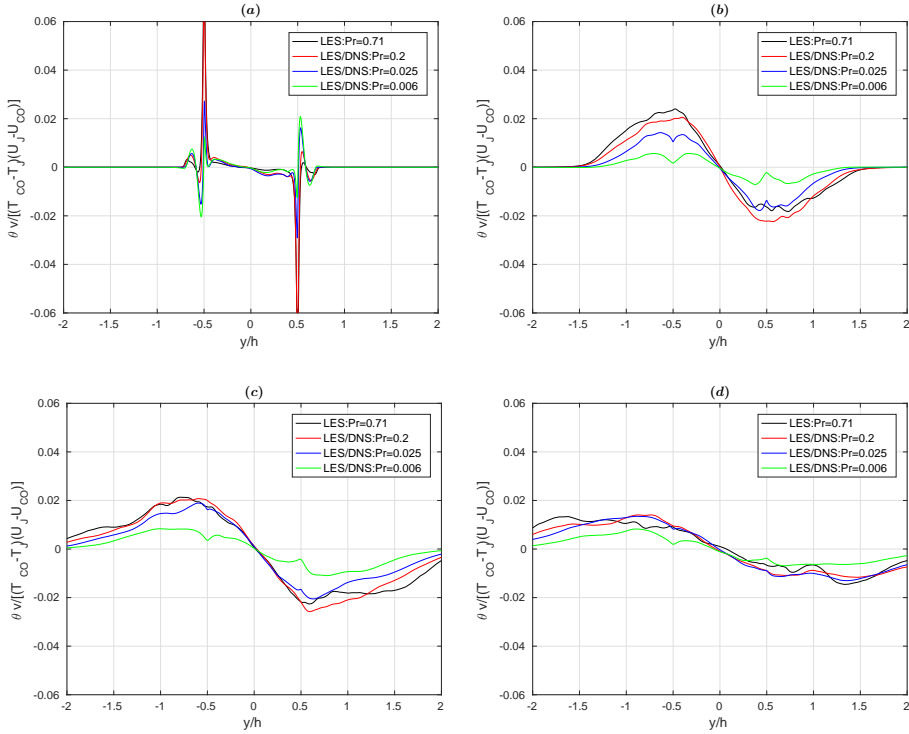 (a)
0.06
0.04
0.02
0
-0.02
-0.04
-0.06
θ v/[(T_CO-T_J)(U_J-U_CO)]
-2 -1.5 -1 -0.5 0 0.5 1 1.5 2
y/h
LES:Pr=0.71
LES/DNS:Pr=0.2
LES/DNS:Pr=0.025
LES/DNS:Pr=0.006
(b)
0.06
0.04
0.02
0
-0.02
-0.04
-0.06
θ v/[(T_CO-T_J)(U_J-U_CO)]
-2 -1.5 -1 -0.5 0 0.5 1 1.5 2
y/h
LES:Pr=0.71
LES/DNS:Pr=0.2
LES/DNS:Pr=0.025
LES/DNS:Pr=0.006
(c)
0.06
0.04
0.02
0
-0.02
-0.04
-0.06
θ v/[(T_CO-T_J)(U_J-U_CO)]
-2 -1.5 -1 -0.5 0 0.5 1 1.5 2
y/h
LES:Pr=0.71
LES/DNS:Pr=0.2
LES/DNS:Pr=0.025
LES/DNS:Pr=0.006
(d)
0.06
0.04
0.02
0
-0.02
-0.04
-0.06
θ v/[(T_CO-T_J)(U_J-U_CO)]
-2 -1.5 -1 -0.5 0 0.5 1 1.5 2
y/h
LES:Pr=0.71
LES/DNS:Pr=0.2
LES/DNS:Pr=0.025
LES/DNS:Pr=0.006